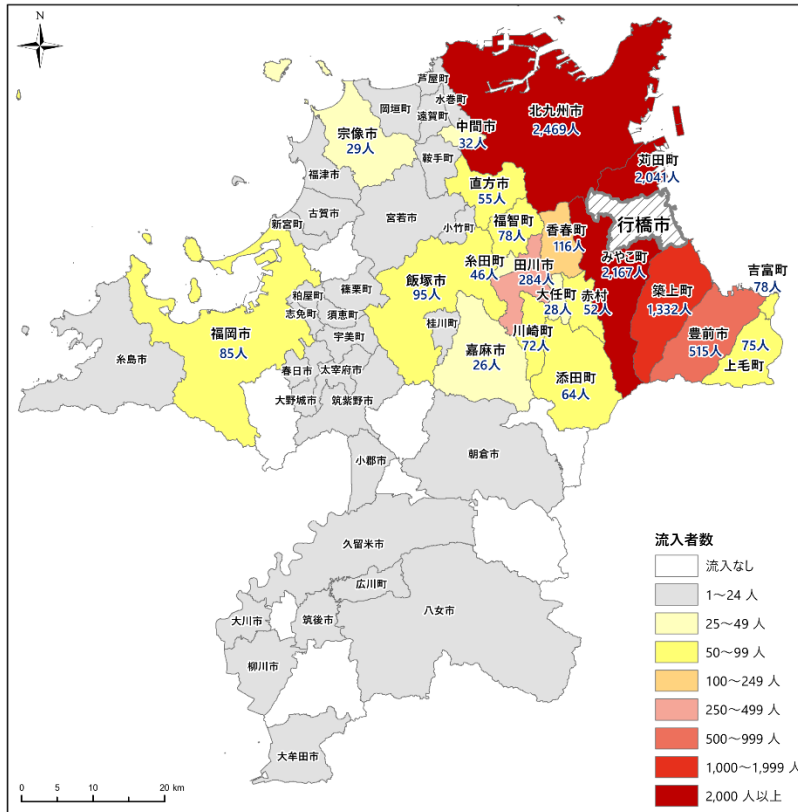 N
芦屋町
水巻町
岡垣町
遠賀町
北九州市
2,469人
宗像市
29人
中間市
32人
鞍手町
苅田町
2,041人
福津市
直方市
55人
古賀市
宮若市
福智町
78人
香春町
116人
行橋市
新宮町
小竹町
みやこ町
2,167人
糸田町
46人
田川市
284人
吉富町
78人
飯塚市
95人
篠栗町
大任町
28人
赤村
52人
築上町
1,332人
粕屋町
志免町
須恵町
福岡市
85人
宇美町
桂川町
川崎町
72人
豊前市
515人
75人
上毛町
糸島市
嘉麻市
26人
春日市
太宰府市
添田町
64人
大野城市
筑紫野市
小郡市
朝倉市
久留米市
広川町
八女市
大川市
筑後市
柳川市
大牟田市
流入者数
流入なし
1~24 人
25~49 人
50~99 人
100~249 人
250~499 人
500~999 人
1,000~1,999 人
2,000 人以上
0 5 10 20 km